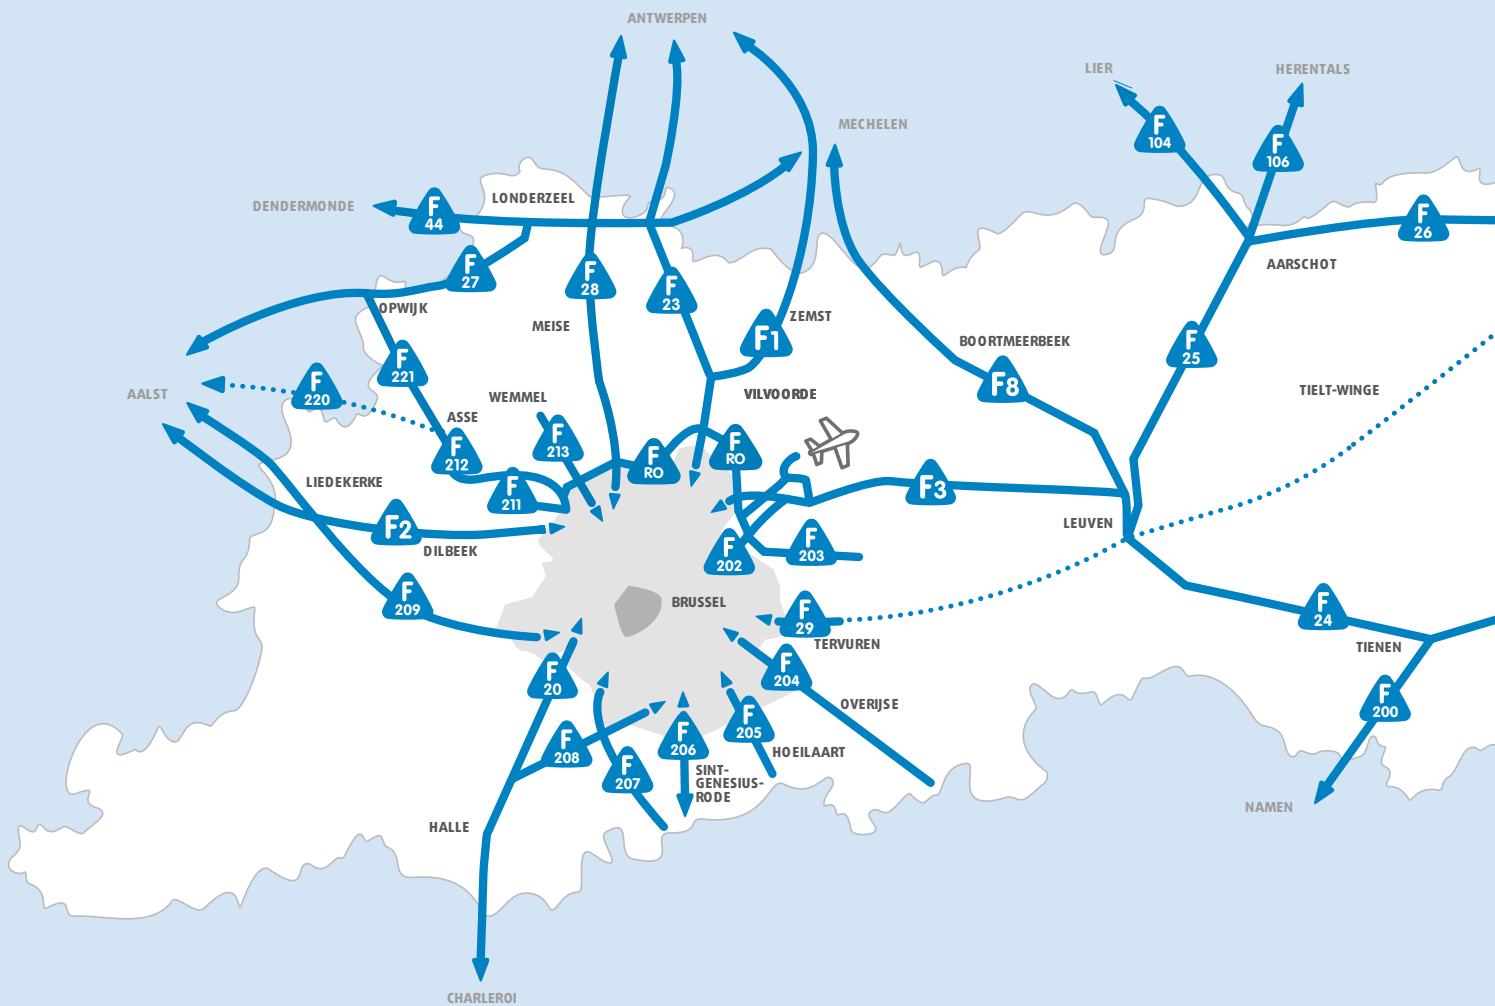 ANTWERPEN
LIER
HERENTALS
MECHELEN
F
104
F
106
DENDERMONDE
F
44
LONDERZEEL
F
26
F
27
F
28
F
23
AARSCHOT
OPWIJK
MEISE
F1
ZEMST
BOORTMEERBEEK
F
25
F
221
F
220
AALST
WEMMEL
VILVOORDE
F8
TIELT-WINGE
ASSE
F
212
F
213
F
RO
F
RO
LIEDEKERKE
F
211
F3
F2
DILBEEK
LEUVEN
F
202
F
203
F
209
BRUSSEL
F
29
TERVUREN
F
24
TIENEN
F
20
F
204
F
200
OVERIJSE
F
208
F
206
F
205
HOEILAART
F
207
SINT-
GENESIUS-
RODE
NAMEN
HALLE
CHARLEROI